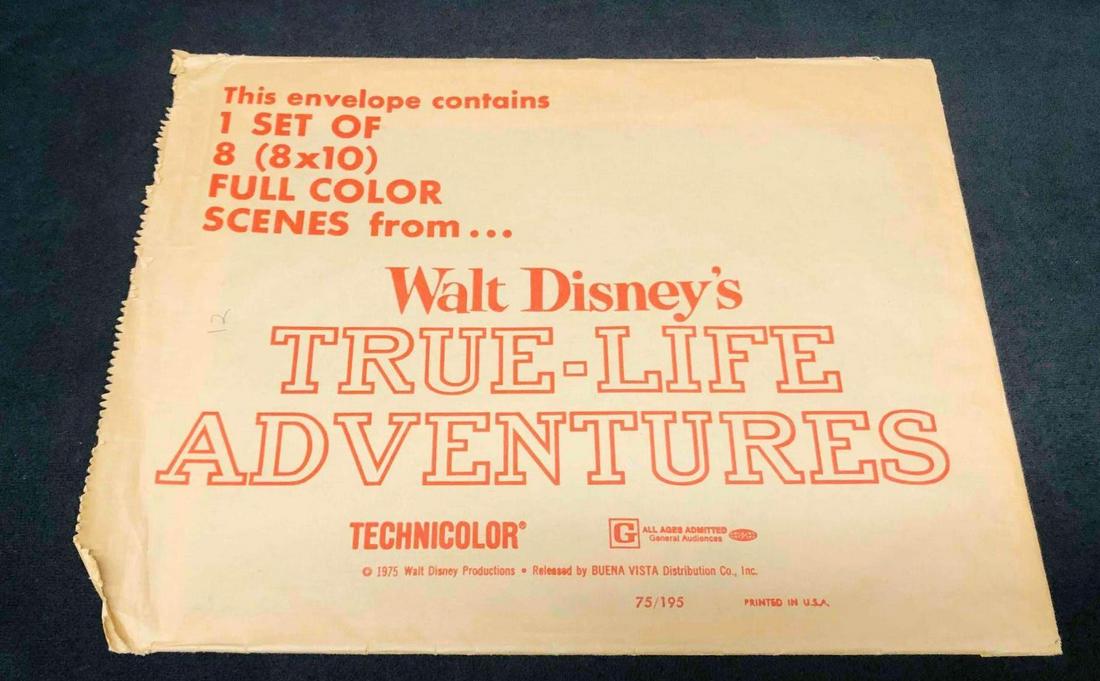 This envelope contains
1 SET OF
8 (8x10)
FULL COLOR
SCENES from...
12
Walt Disney's
TRUE-LIFE
ADVENTURES
TECHNICOLOR®
G ALL AGES ADMITTED
General Audiences
© 1975 Walt Disney Productions • Released by BUENA VISTA Distribution Co., Inc.
75/195 PRINTED IN U.S.A.